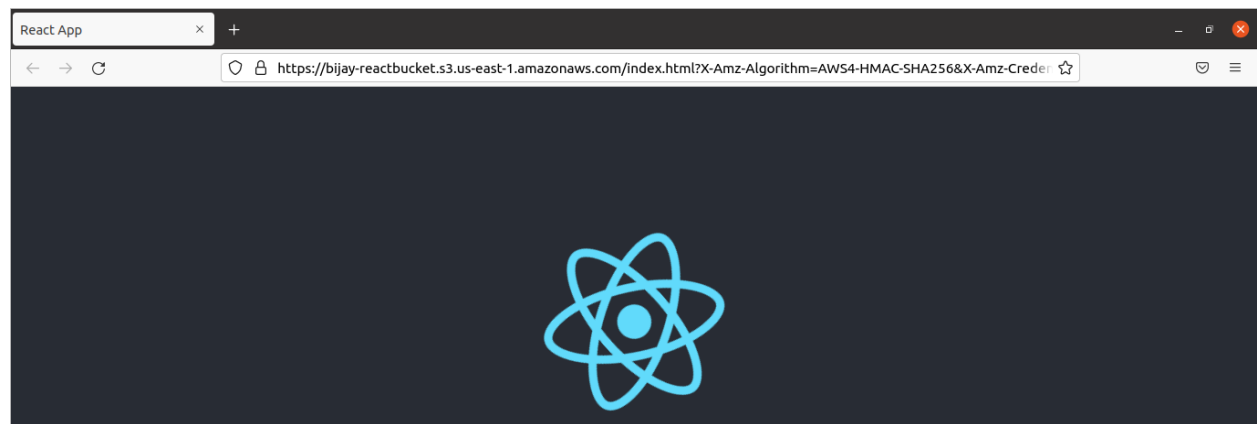 React App
https://bijay-reactbucket.s3.us-east-1.amazonaws.com/index.html?X-Amz-Algorithm=AWS4-HMAC-SHA256&X-Amz-Creder